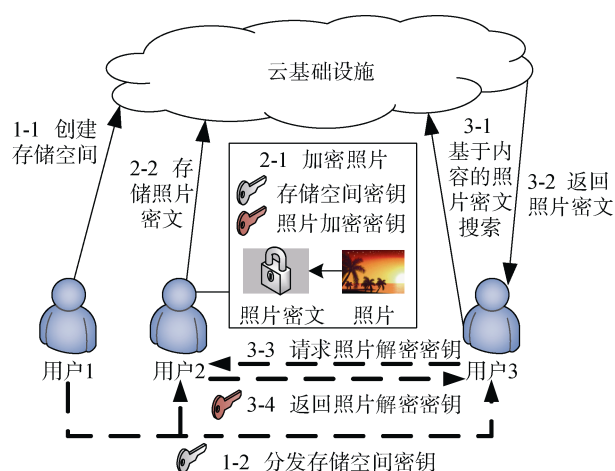 云基础设施
1-1 创建
存储空间
2-2 存
储照片
密文
2-1 加密照片
存储空间密钥
照片加密密钥
照片密文
照片
3-1
基于内
容的照
片密文
搜索
3-2 返回
照片密文
用户1
用户2
用户3
3-3 请求照片解密密钥
3-4 返回照片解密密钥
1-2 分发存储空间密钥